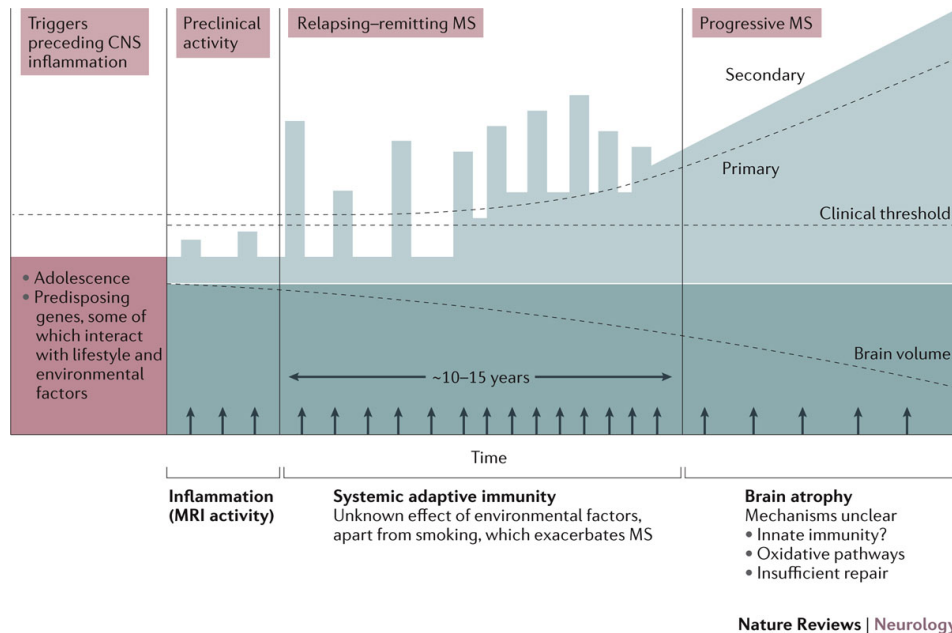 Triggers
preceding CNS
inflammation
Preclinical
activity
Relapsing–remitting MS
Progressive MS
Secondary
Primary
Clinical threshold
• Adolescence
• Predisposing
genes, some of
which interact
with lifestyle and
environmental
factors
Brain volume
~10–15 years
Time
Inflammation
(MRI activity)
Systemic adaptive immunity
Unknown effect of environmental factors,
apart from smoking, which exacerbates MS
Brain atrophy
Mechanisms unclear
• Innate immunity?
• Oxidative pathways
• Insufficient repair
Nature Reviews | Neurology